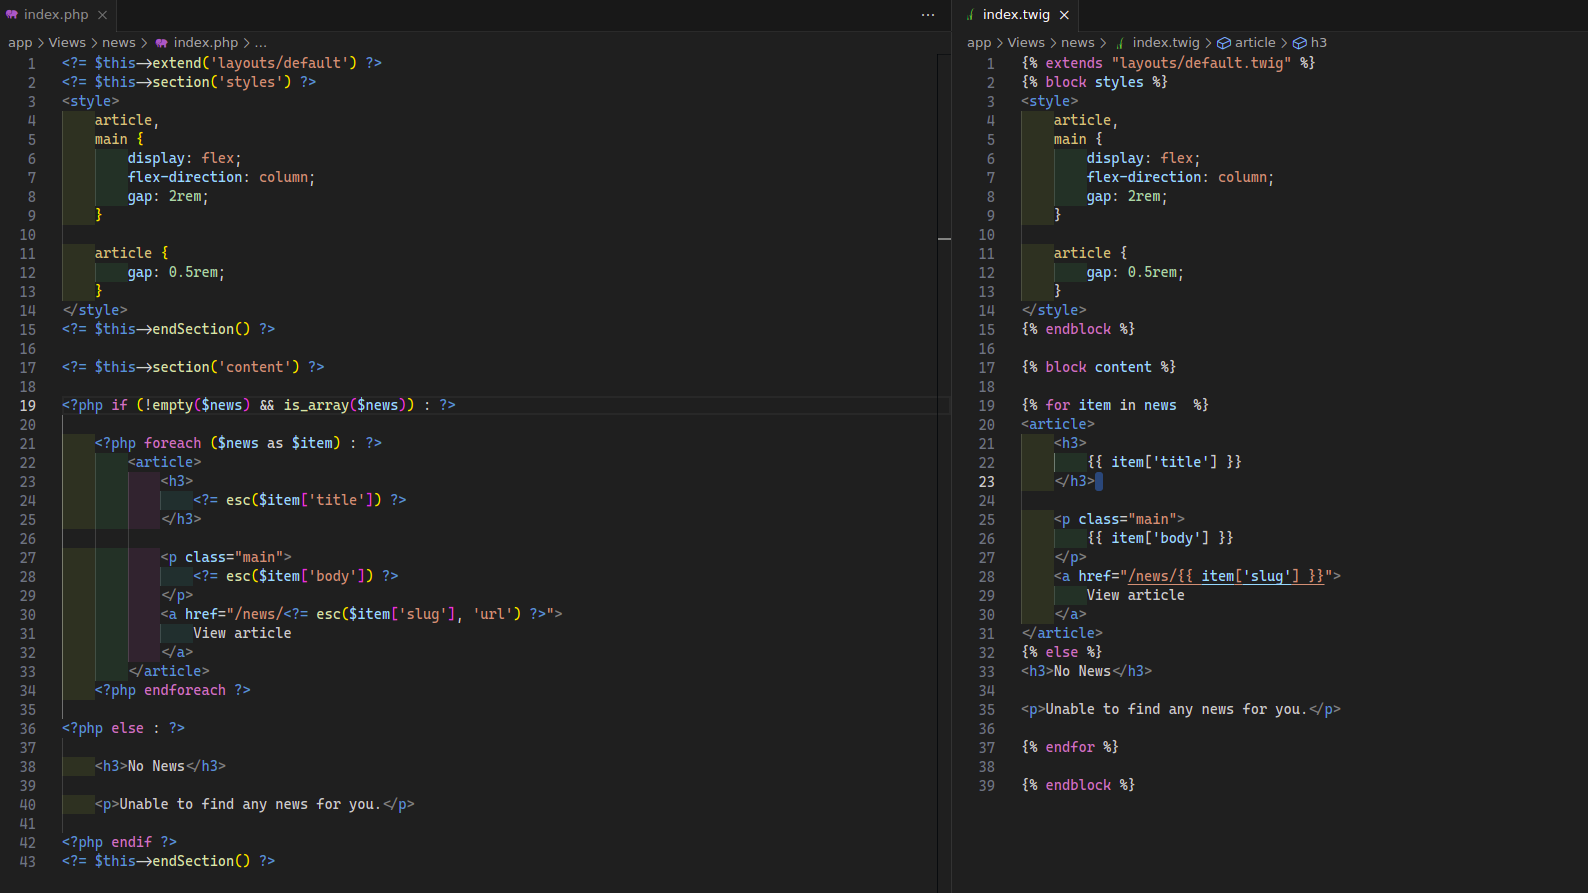 index.php
app > Views > news > index.php > ...
1 <?= $this->extend('layouts/default') ?>
2 <?= $this->section('styles') ?>
3 <style>
4 article,
5 main {
6 display: flex;
7 flex-direction: column;
8 gap: 2rem;
9 }
10
11 article {
12 gap: 0.5rem;
13 }
14 </style>
15 <?= $this->endSection() ?>
16
17 <?= $this->section('content') ?>
18
19 <?php if (!empty($news) && is_array($news)) : ?>
20
21 <?php foreach ($news as $item) : ?>
22 <article>
23 <h3>
24 <?= esc($item['title']) ?>
25 </h3>
26
27 <p class="main">
28 <?= esc($item['body']) ?>
29 </p>
30 <a href="/news/<?= esc($item['slug'], 'url') ?>">
31 View article
32 </a>
33 </article>
34 <?php endforeach ?>
35
36 <?php else : ?>
37
38 <h3>No News</h3>
39
40 <p>Unable to find any news for you.</p>
41
42 <?php endif ?>
43 <?= $this->endSection() ?>
index.twig
app > Views > news > index.twig > article > h3
1 {% extends "layouts/default.twig" %}
2 {% block styles %}
3 <style>
4 article,
5 main {
6 display: flex;
7 flex-direction: column;
8 gap: 2rem;
9 }
10
11 article {
12 gap: 0.5rem;
13 }
14 </style>
15 {% endblock %}
16
17 {% block content %}
18
19 {% for item in news  %}
20 <article>
21 <h3>
22 {{ item['title'] }}
23 </h3>
24
25 <p class="main">
26 {{ item['body'] }}
27 </p>
28 <a href="/news/{{ item['slug'] }}">
29 View article
30 </a>
31 </article>
32 {% else %}
33 <h3>No News</h3>
34
35 <p>Unable to find any news for you.</p>
36
37 {% endfor %}
38
39 {% endblock %}